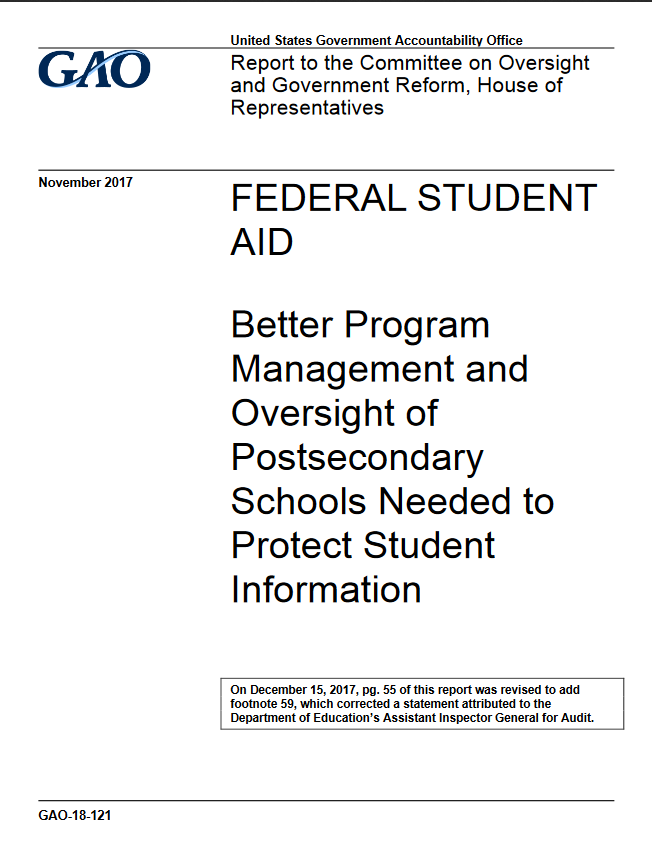 United States Government Accountability Office
GAO
Report to the Committee on Oversight
and Government Reform, House of
Representatives
November 2017
FEDERAL STUDENT
AID
Better Program
Management and
Oversight of
Postsecondary
Schools Needed to
Protect Student
Information
On December 15, 2017, pg. 55 of this report was revised to add
footnote 59, which corrected a statement attributed to the
Department of Education’s Assistant Inspector General for Audit.
GAO-18-121